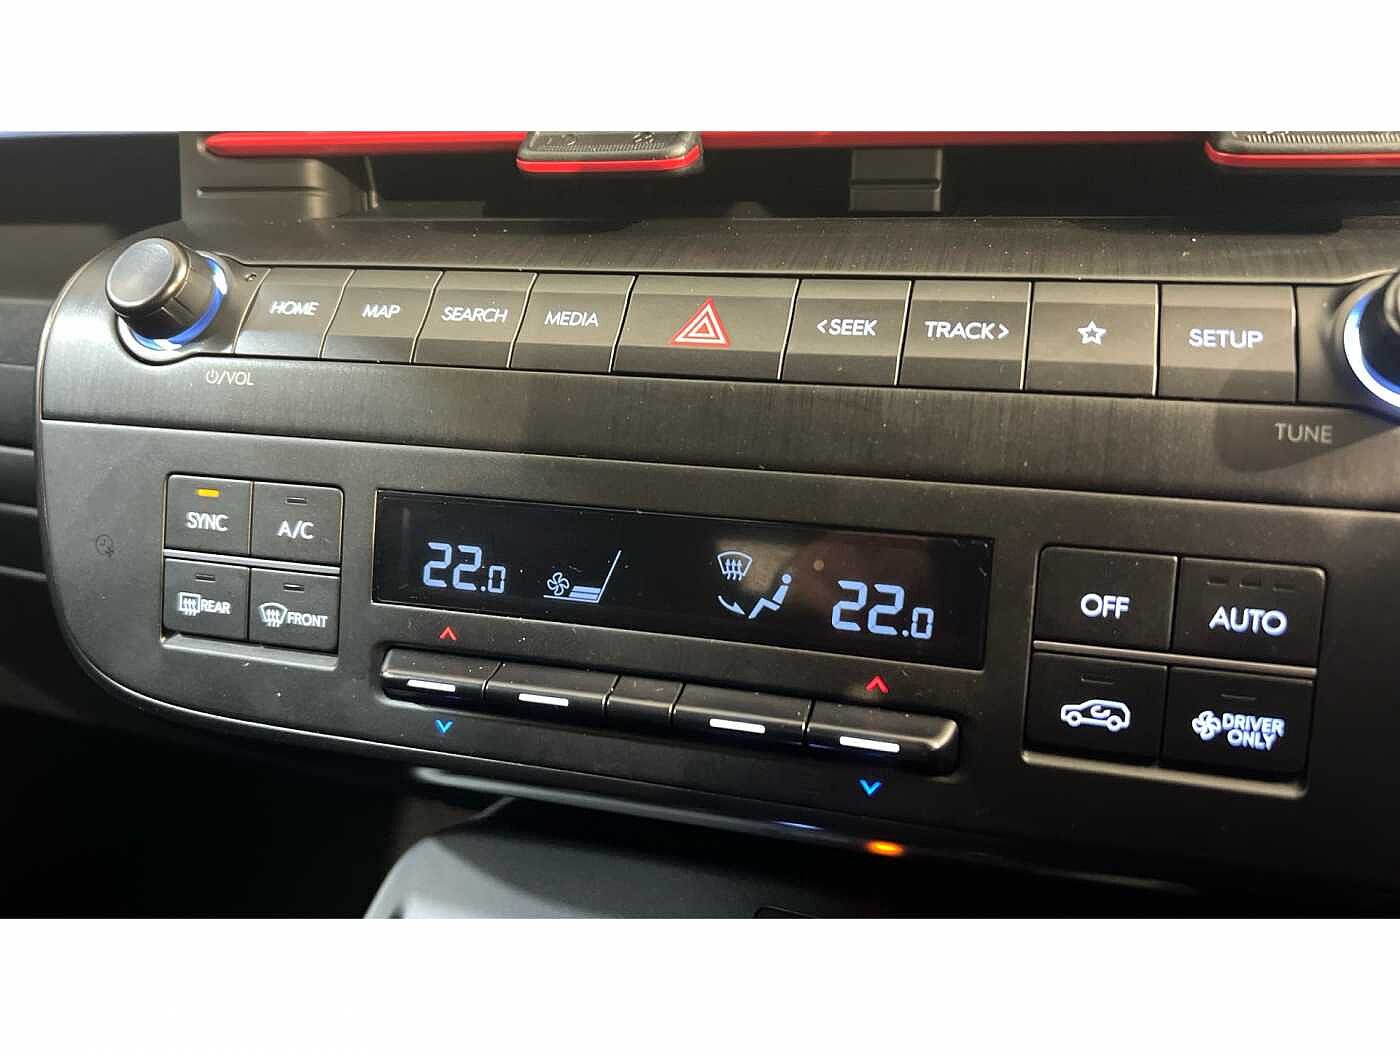 HOME MAP SEARCH MEDIA <SEEK TRACK> SETUP
/VOL
TUNE
SYNC A/C
REAR FRONT
22.0 22.0
OFF AUTO
DRIVER
ONLY